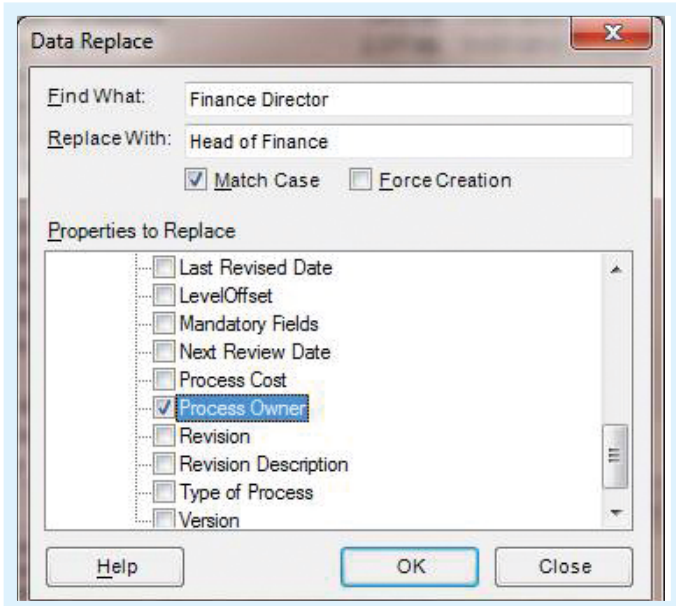 Data Replace
Find What: Finance Director
Replace With: Head of Finance
Match Case Force Creation
Properties to Replace
Last Revised Date
LevelOffset
Mandatory Fields
Next Review Date
Process Cost
Process Owner
Revision
Revision Description
Type of Process
Version
Help OK Close